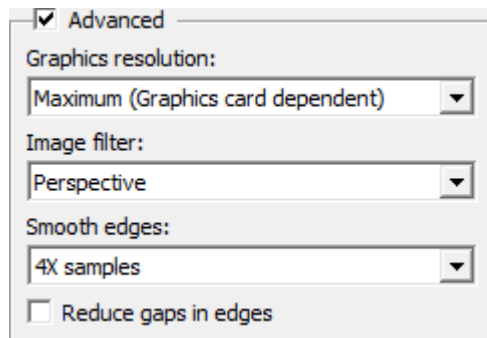 Advanced
Graphics resolution:
Maximum (Graphics card dependent)
Image filter:
Perspective
Smooth edges:
4X samples
Reduce gaps in edges